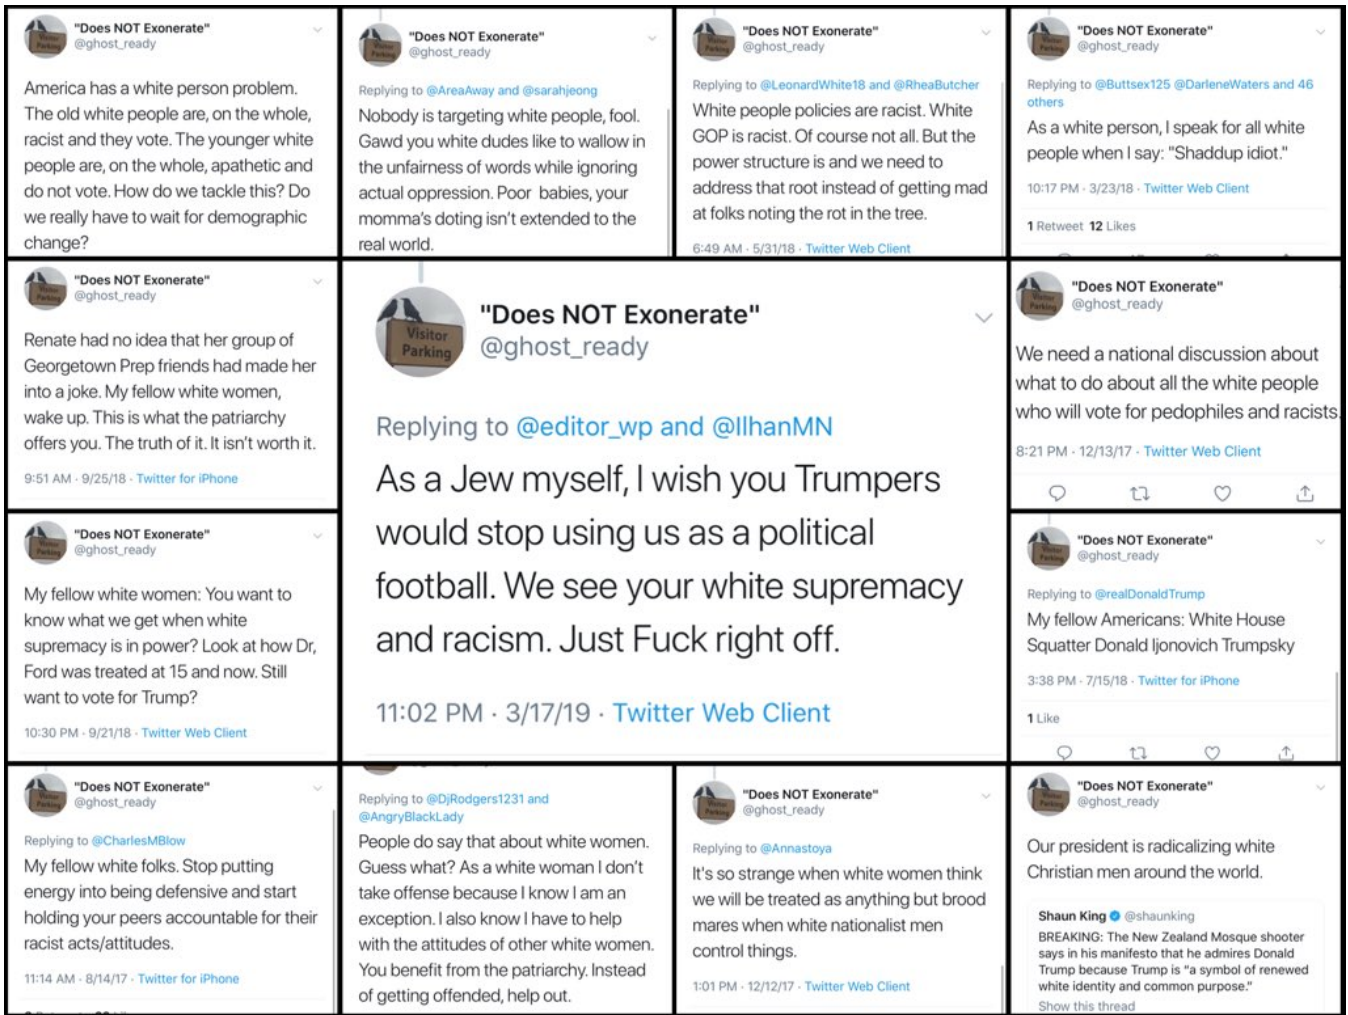 "Does NOT Exonerate"
@ghost_ready
America has a white person problem.
The old white people are, on the whole,
racist and they vote. The younger white
people are, on the whole, apathetic and
do not vote. How do we tackle this? Do
we really have to wait for demographic
change?
"Does NOT Exonerate"
@ghost_ready
Replying to @AreaAway and @sarahjeong
Nobody is targeting white people, fool.
Gawd you white dudes like to wallow in
the unfairness of words while ignoring
actual oppression. Poor babies, your
momma's doting isn't extended to the
real world.
"Does NOT Exonerate"
@ghost_ready
Replying to @LeonardWhite18 and @RheaButcher
White people policies are racist. White
GOP is racist. Of course not all. But the
power structure is and we need to
address that root instead of getting mad
at folks noting the rot in the tree.
6:49 AM · 5/31/18 · Twitter Web Client
"Does NOT Exonerate"
@ghost_ready
Replying to @Buttsex125 @DarleneWaters and 46
others
As a white person, I speak for all white
people when I say: "Shaddup idiot."
10:17 PM · 3/23/18 · Twitter Web Client
1 Retweet 12 Likes
"Does NOT Exonerate"
@ghost_ready
Renate had no idea that her group of
Georgetown Prep friends had made her
into a joke. My fellow white women,
wake up. This is what the patriarchy
offers you. The truth of it. It isn't worth it.
9:51 AM · 9/25/18 · Twitter for iPhone
Visitor
Parking
"Does NOT Exonerate"
@ghost_ready
Replying to @editor_wp and @IlhanMN
As a Jew myself, I wish you Trumpers
would stop using us as a political
football. We see your white supremacy
and racism. Just Fuck right off.
11:02 PM · 3/17/19 · Twitter Web Client
"Does NOT Exonerate"
@ghost_ready
We need a national discussion about
what to do about all the white people
who will vote for pedophiles and racists.
8:21 PM · 12/13/17 · Twitter Web Client
"Does NOT Exonerate"
@ghost_ready
My fellow white women: You want to
know what we get when white
supremacy is in power? Look at how Dr,
Ford was treated at 15 and now. Still
want to vote for Trump?
10:30 PM · 9/21/18 · Twitter Web Client
"Does NOT Exonerate"
@ghost_ready
Replying to @realDonaldTrump
My fellow Americans: White House
Squatter Donald Ijonovich Trumpsky
3:38 PM · 7/15/18 · Twitter for iPhone
1 Like
"Does NOT Exonerate"
@ghost_ready
Replying to @CharlesMBlow
My fellow white folks. Stop putting
energy into being defensive and start
holding your peers accountable for their
racist acts/attitudes.
11:14 AM · 8/14/17 · Twitter for iPhone
Replying to @DjRodgers1231 and
@AngryBlackLady
People do say that about white women.
Guess what? As a white woman I don't
take offense because I know I am an
exception. I also know I have to help
with the attitudes of other white women.
You benefit from the patriarchy. Instead
of getting offended, help out.
"Does NOT Exonerate"
@ghost_ready
Replying to @Annastoya
It's so strange when white women think
we will be treated as anything but brood
mares when white nationalist men
control things.
1:01 PM · 12/12/17 · Twitter Web Client
"Does NOT Exonerate"
@ghost_ready
Our president is radicalizing white
Christian men around the world.
Shaun King @shaunking
BREAKING: The New Zealand Mosque shooter
says in his manifesto that he admires Donald
Trump because Trump is "a symbol of renewed
white identity and common purpose."
Show this thread